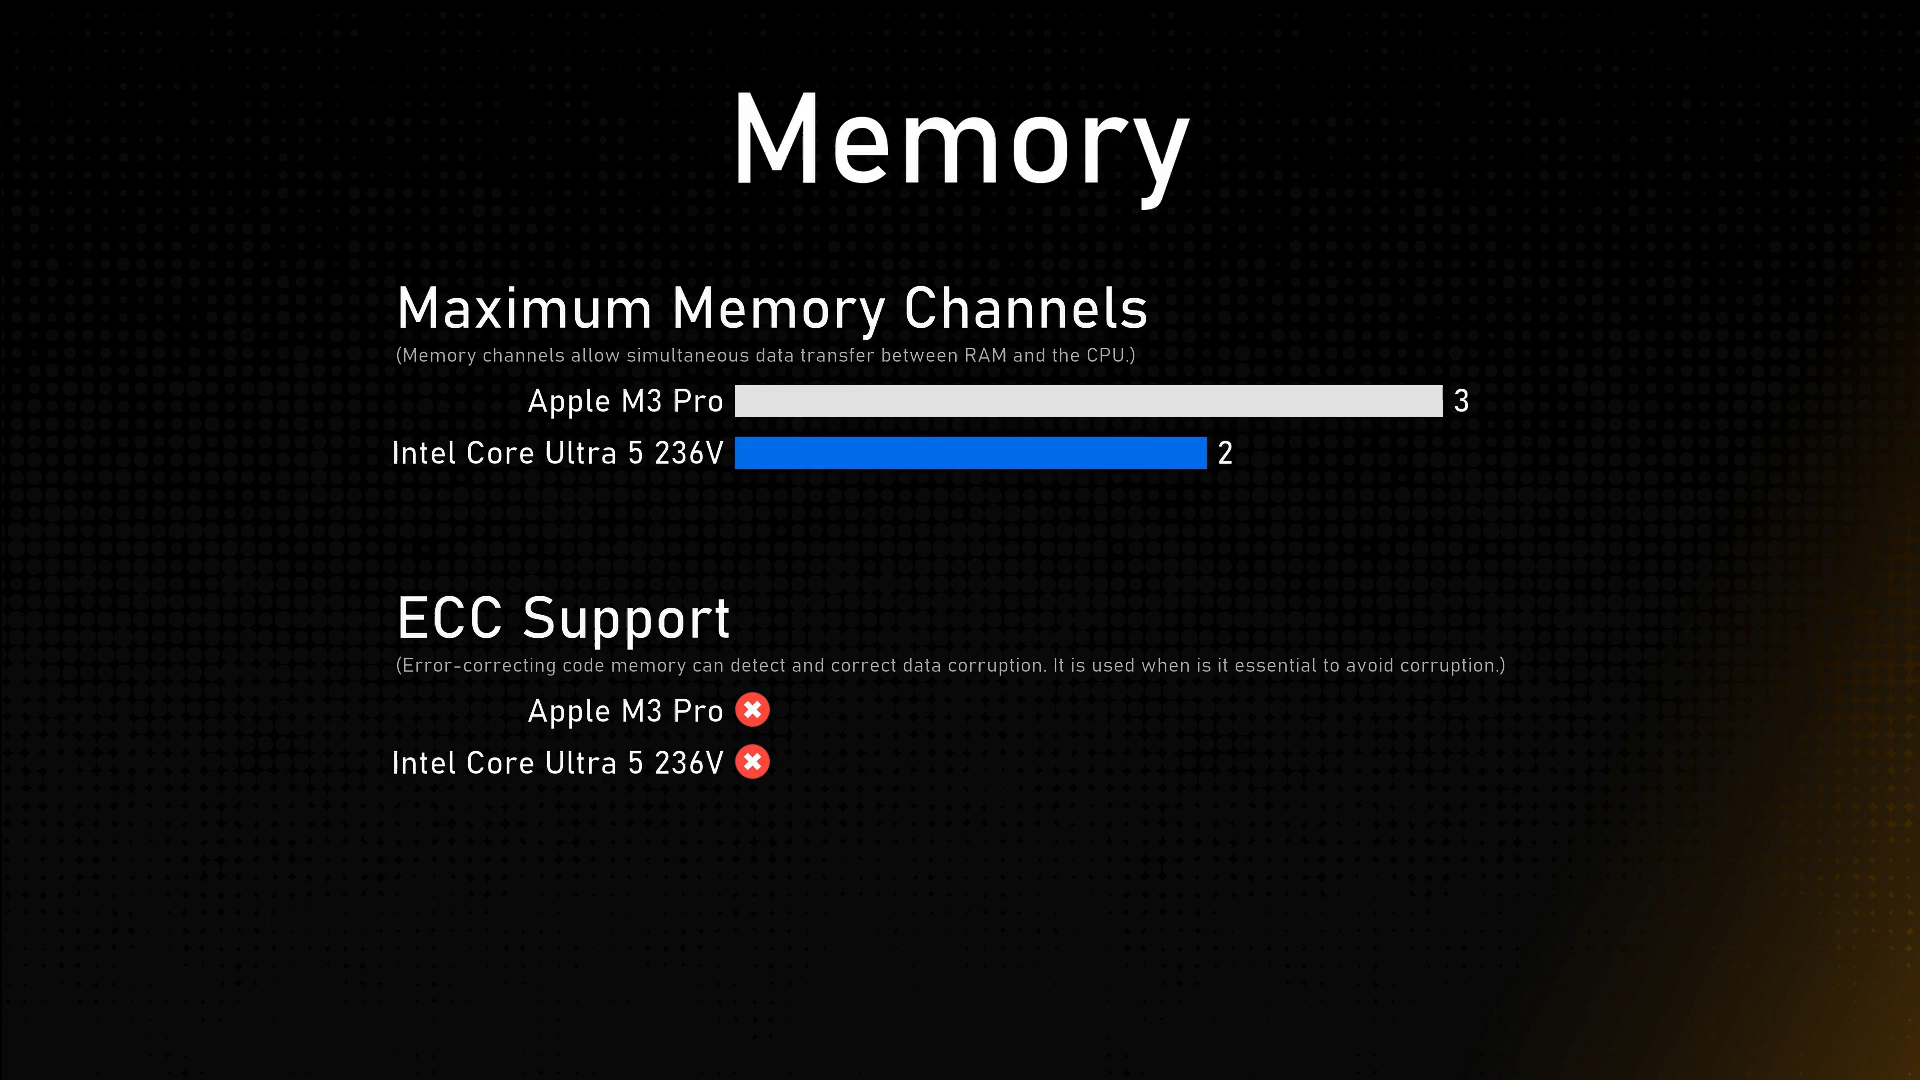 Memory
Maximum Memory Channels
(Memory channels allow simultaneous data transfer between RAM and the CPU.)
Apple M3 Pro 3
Intel Core Ultra 5 236V 2
ECC Support
(Error-correcting code memory can detect and correct data corruption. It is used when is it essential to avoid corruption.)
Apple M3 Pro
Intel Core Ultra 5 236V